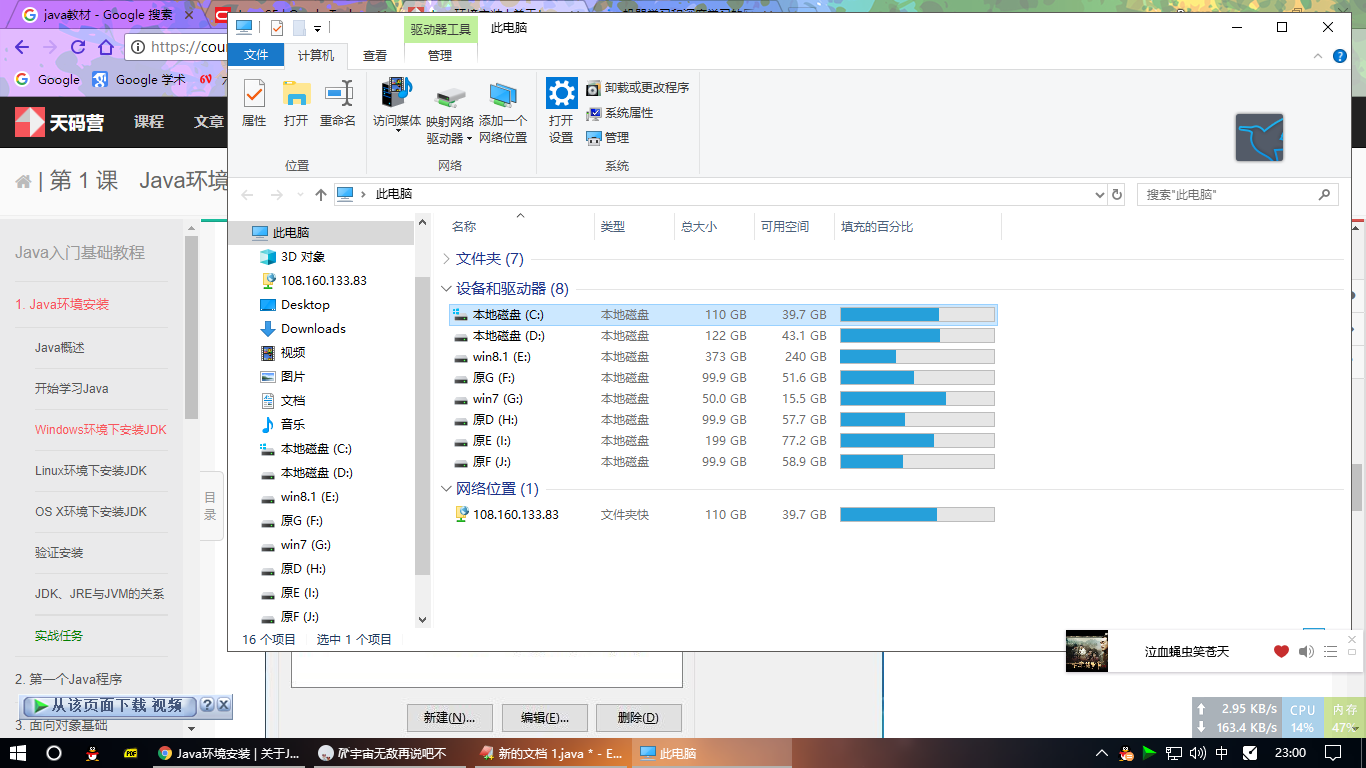 java教材 - Google 搜索
https://cour
Google
Google 学术
天码营
课程
文章
| 第 1 课 Java环境
Java入门基础教程
1. Java环境安装
Java概述
开始学习Java
Windows环境下安装JDK
Linux环境下安装JDK
OS X环境下安装JDK
验证安装
JDK、JRE与JVM的关系
实战任务
2. 第一个Java程序
3. 面向对象基础
从该页面下载 视频
目
录
驱动器工具
此电脑
文件
计算机
查看
管理
属性
打开
重命名
位置
访问媒体
映射网络
驱动器
添加一个
网络位置
网络
打开
设置
卸载或更改程序
系统属性
管理
系统
此电脑
搜索"此电脑"
此电脑
3D 对象
108.160.133.83
Desktop
Downloads
视频
图片
文档
音乐
本地磁盘 (C:)
本地磁盘 (D:)
win8.1 (E:)
原G (F:)
win7 (G:)
原D (H:)
原E (I:)
原F (J:)
名称 类型 总大小 可用空间 填充的百分比
文件夹 (7)
设备和驱动器 (8)
本地磁盘 (C:) 本地磁盘 110 GB 39.7 GB
本地磁盘 (D:) 本地磁盘 122 GB 43.1 GB
win8.1 (E:) 本地磁盘 373 GB 240 GB
原G (F:) 本地磁盘 99.9 GB 51.6 GB
win7 (G:) 本地磁盘 50.0 GB 15.5 GB
原D (H:) 本地磁盘 99.9 GB 57.7 GB
原E (I:) 本地磁盘 199 GB 77.2 GB
原F (J:) 本地磁盘 99.9 GB 58.9 GB
网络位置 (1)
108.160.133.83 文件夹快 110 GB 39.7 GB
16 个项目 选中 1 个项目
泣血蝇虫笑苍天
新建(N)...
编辑(E)...
删除(D)
2.95 KB/s
163.4 KB/s
CPU
14%
内存
47%
Java环境安装 | 关于J...
宇宙无敌再说吧不
新的文档 1.java * - E...
此电脑
中
23:00